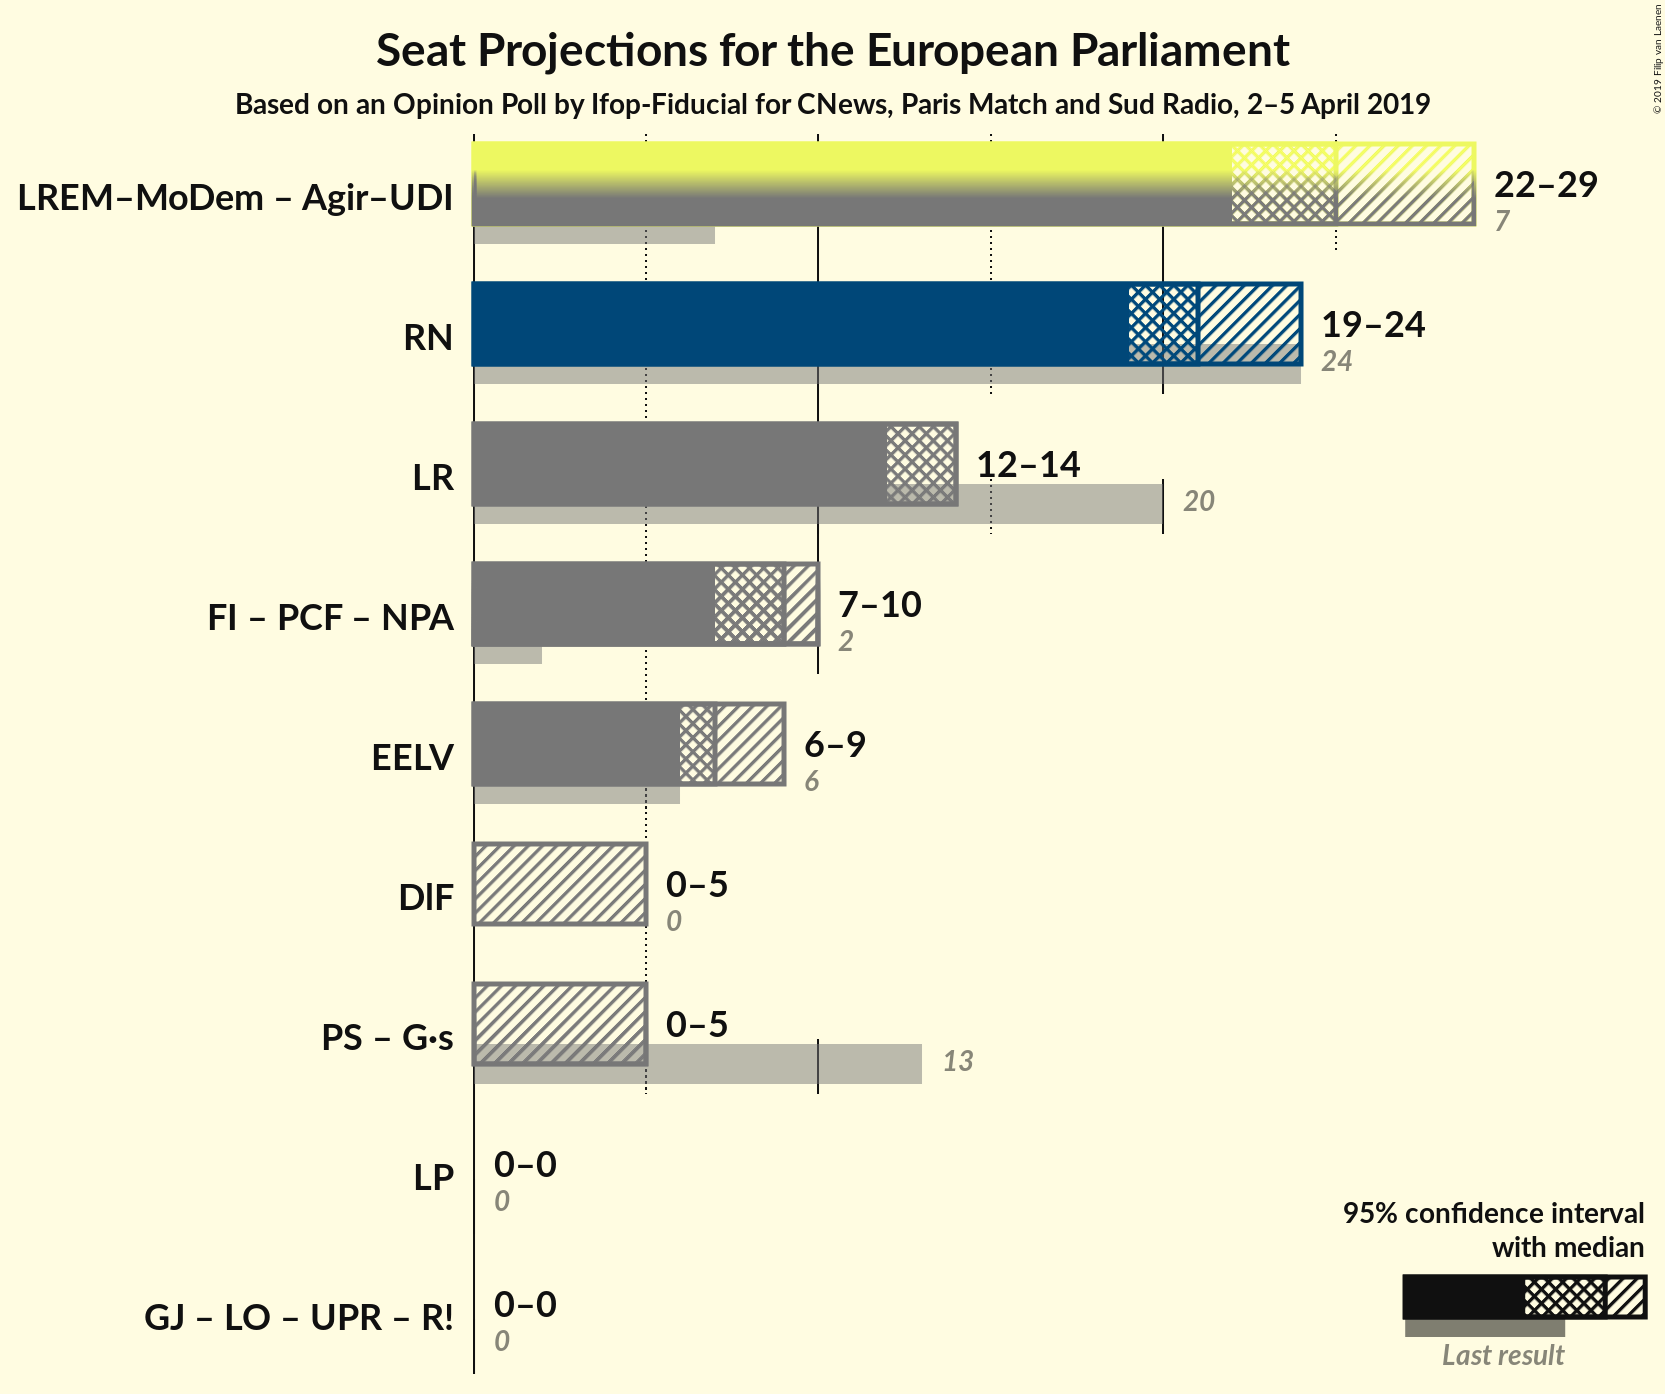 Seat Projections for the European Parliament
Based on an Opinion Poll by Ifop-Fiducial for CNews, Paris Match and Sud Radio, 2–5 April 2019
© 2019 Filip van Laenen
LREM–MoDem – Agir–UDI
22–29
7
RN
19–24
24
LR
12–14
20
FI – PCF – NPA
7–10
2
EELV
6–9
6
DlF
0–5
0
PS – G·s
0–5
13
LP
0–0
0
GJ – LO – UPR – R!
0–0
0
95% confidence interval
with median
Last result